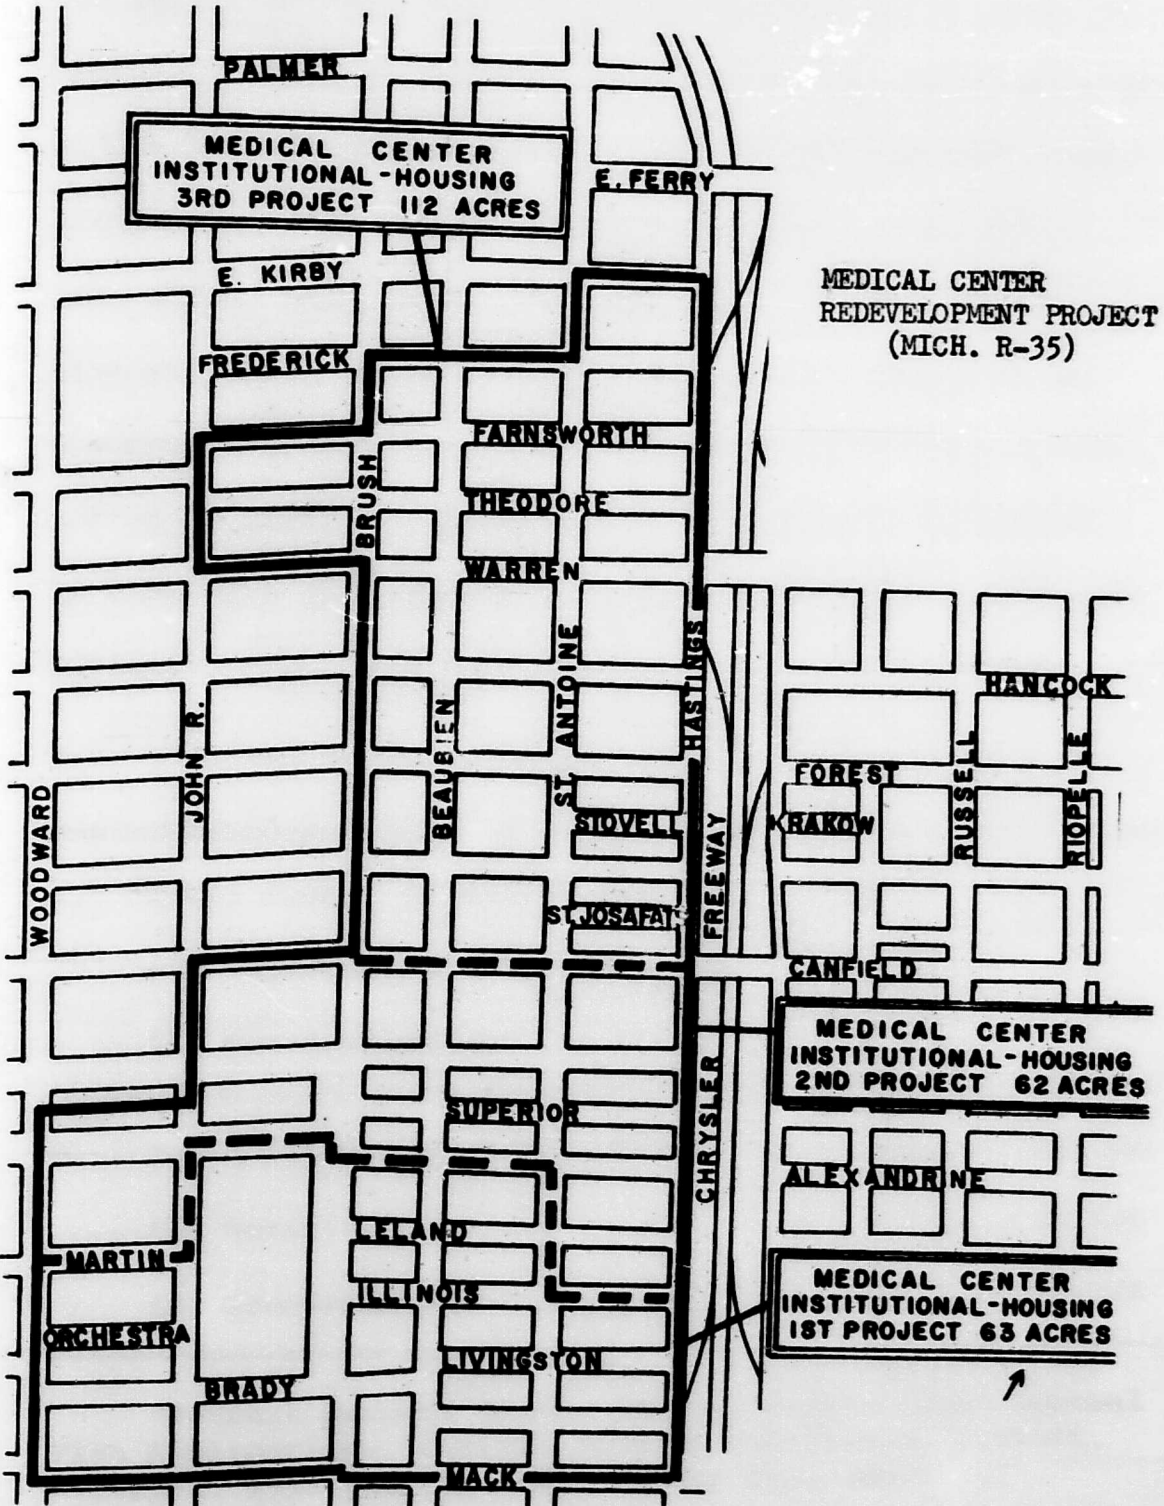 PALMER
MEDICAL CENTER
INSTITUTIONAL-HOUSING
3RD PROJECT 112 ACRES
E. FERRY
E. KIRBY
MEDICAL CENTER
REDEVELOPMENT PROJECT
(MICH. R-35)
FREDERICK
FARNSWORTH
BRUSH
THEODORE
WARREN
ST. ANTOINE
HASTINGS
HANCOCK
JOHN R.
BEAUBIEN
RUSSELL
RIOPELLE
FOREST
WOODWARD
STOVELL
KRAKOW
FREEWAY
ST. JOSAFAT
CANFIELD
MEDICAL CENTER
INSTITUTIONAL-HOUSING
2ND PROJECT 62 ACRES
CHRYSLER
SUPERIOR
ALEXANDRINE
LELAND
MARTIN
MEDICAL CENTER
INSTITUTIONAL-HOUSING
1ST PROJECT 63 ACRES
ILLINOIS
ORCHESTRA
LIVINGSTON
BRADY
MACK